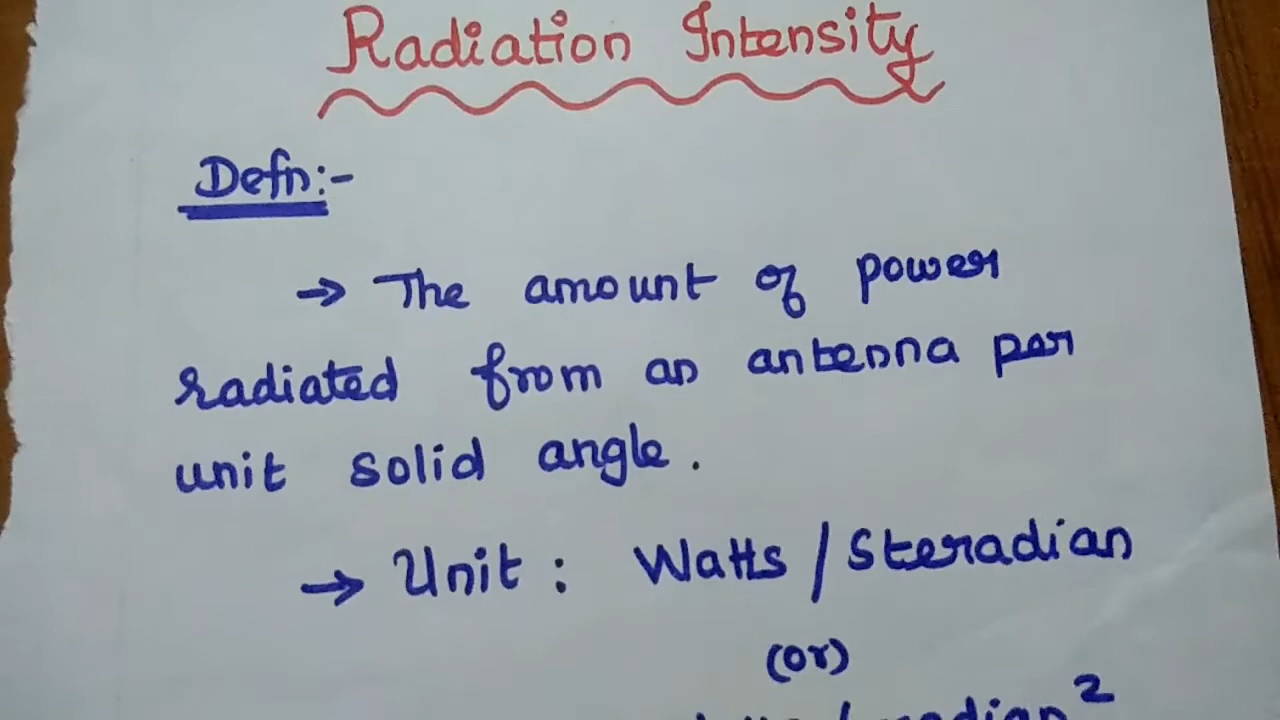 Radiation Intensity
Defn:-
→ The amount of power
radiated from an antenna per
unit solid angle.
→ Unit : Watts / Steradian
(or)
/ radian²